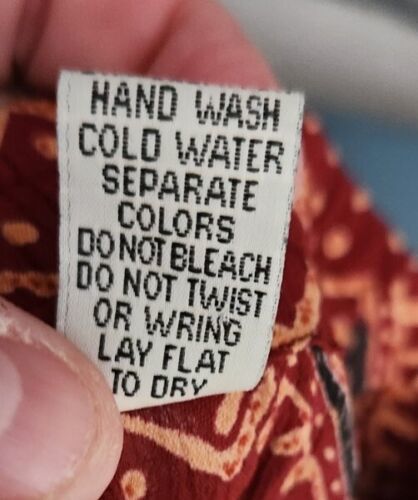 HAND WASH
COLD WATER
SEPARATE
COLORS
DO NOT BLEACH
DO NOT TWIST
OR WRING
LAY FLAT
TO DRY